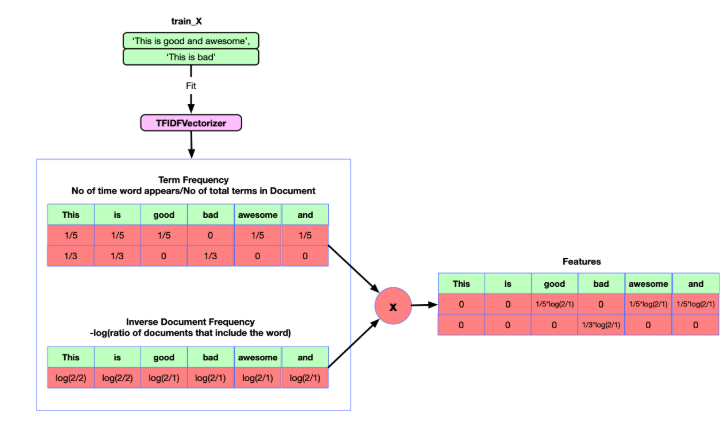 train_X
'This is good and awesome',
'This is bad'
Fit
TFIDFVectorizer
Term Frequency
No of time word appears/No of total terms in Document
This is good bad awesome and
1/5 1/5 1/5 0 1/5 1/5
1/3 1/3 0 1/3 0 0
Inverse Document Frequency
-log(ratio of documents that include the word)
This is good bad awesome and
log(2/2) log(2/2) log(2/1) log(2/1) log(2/1) log(2/1)
x
Features
This is good bad awesome and
0 0 1/5*log(2/1) 0 1/5*log(2/1) 1/5*log(2/1)
0 0 0 1/3*log(2/1) 0 0